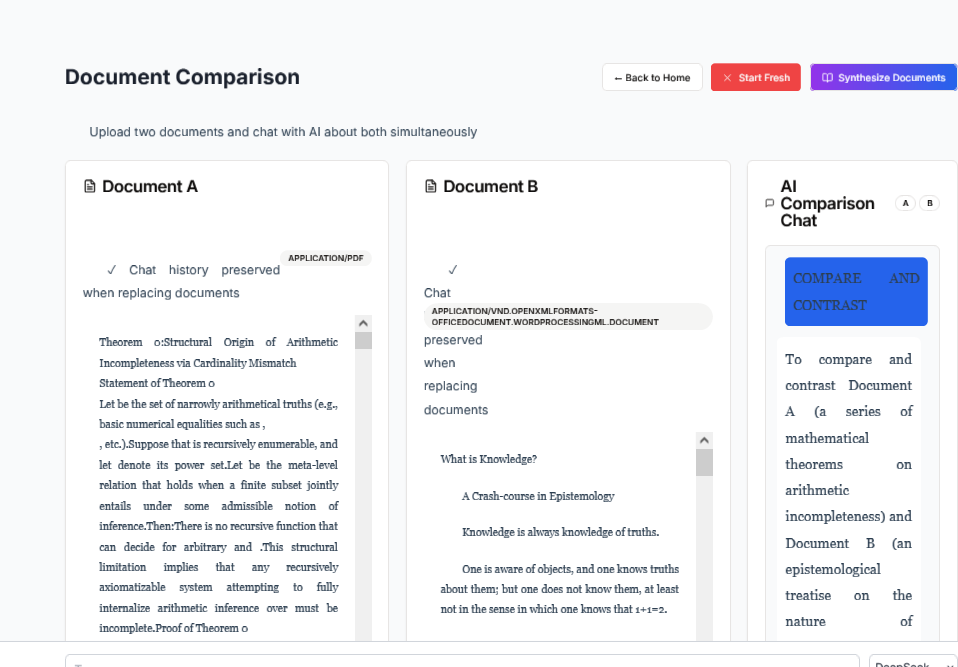 Document Comparison
← Back to Home
× Start Fresh
Synthesize Documents
Upload two documents and chat with AI about both simultaneously
Document A
APPLICATION/PDF
✓ Chat history preserved
when replacing documents
Theorem 0:Structural Origin of Arithmetic
Incompleteness via Cardinality Mismatch
Statement of Theorem 0
Let be the set of narrowly arithmetical truths (e.g.,
basic numerical equalities such as ,
, etc.).Suppose that is recursively enumerable, and
let denote its power set.Let be the meta-level
relation that holds when a finite subset jointly
entails under some admissible notion of
inference.Then:There is no recursive function that
can decide for arbitrary and .This structural
limitation implies that any recursively
axiomatizable system attempting to fully
internalize arithmetic inference over must be
incomplete.Proof of Theorem 0
Document B
✓
Chat
APPLICATION/VND.OPENXMLFORMATS-
OFFICEDOCUMENT.WORDPROCESSINGML.DOCUMENT
preserved
when
replacing
documents
What is Knowledge?
A Crash-course in Epistemology
Knowledge is always knowledge of truths.
One is aware of objects, and one knows truths
about them; but one does not know them, at least
not in the sense in which one knows that 1+1=2.
AI
Comparison
Chat
A
B
COMPARE AND
CONTRAST
To compare and
contrast Document
A (a series of
mathematical
theorems on
arithmetic
incompleteness) and
Document B (an
epistemological
treatise on the
nature of
DeepSeek